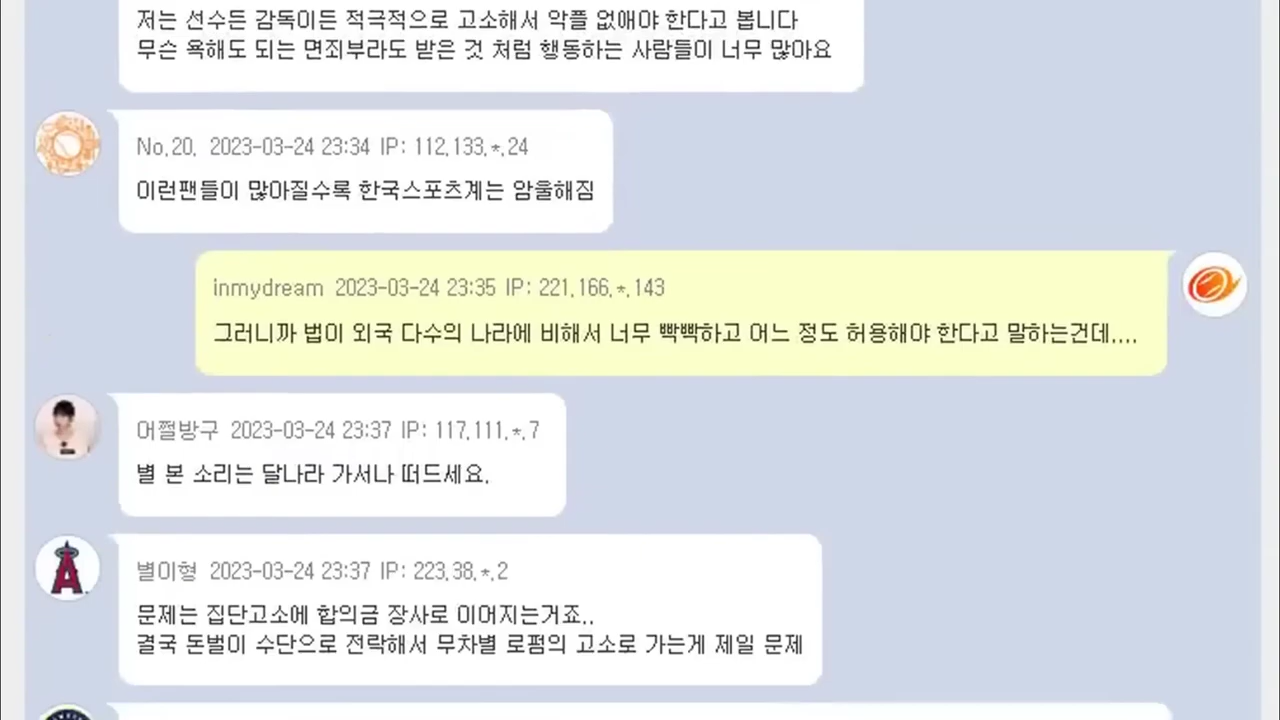 저는 선수든 감독이든 적극적으로 고소해서 악플 없애야 한다고 봅니다
무슨 욕해도 되는 면죄부라도 받은 것 처럼 행동하는 사람들이 너무 많아요
No.20. 2023-03-24 23:34 IP: 112.133.*.24
이런팬들이 많아질수록 한국스포츠계는 암울해짐
inmydream 2023-03-24 23:35 IP: 221.166.*.143
그러니까 법이 외국 다수의 나라에 비해서 너무 빡빡하고 어느 정도 허용해야 한다고 말하는건데....
어쩔방구 2023-03-24 23:37 IP: 117.111.*.7
별 본 소리는 달나라 가서나 떠드세요.
별이형 2023-03-24 23:37 IP: 223.38.*.2
문제는 집단고소에 합의금 장사로 이어지는거죠..
결국 돈벌이 수단으로 전락해서 무차별 로펌의 고소로 가는게 제일 문제